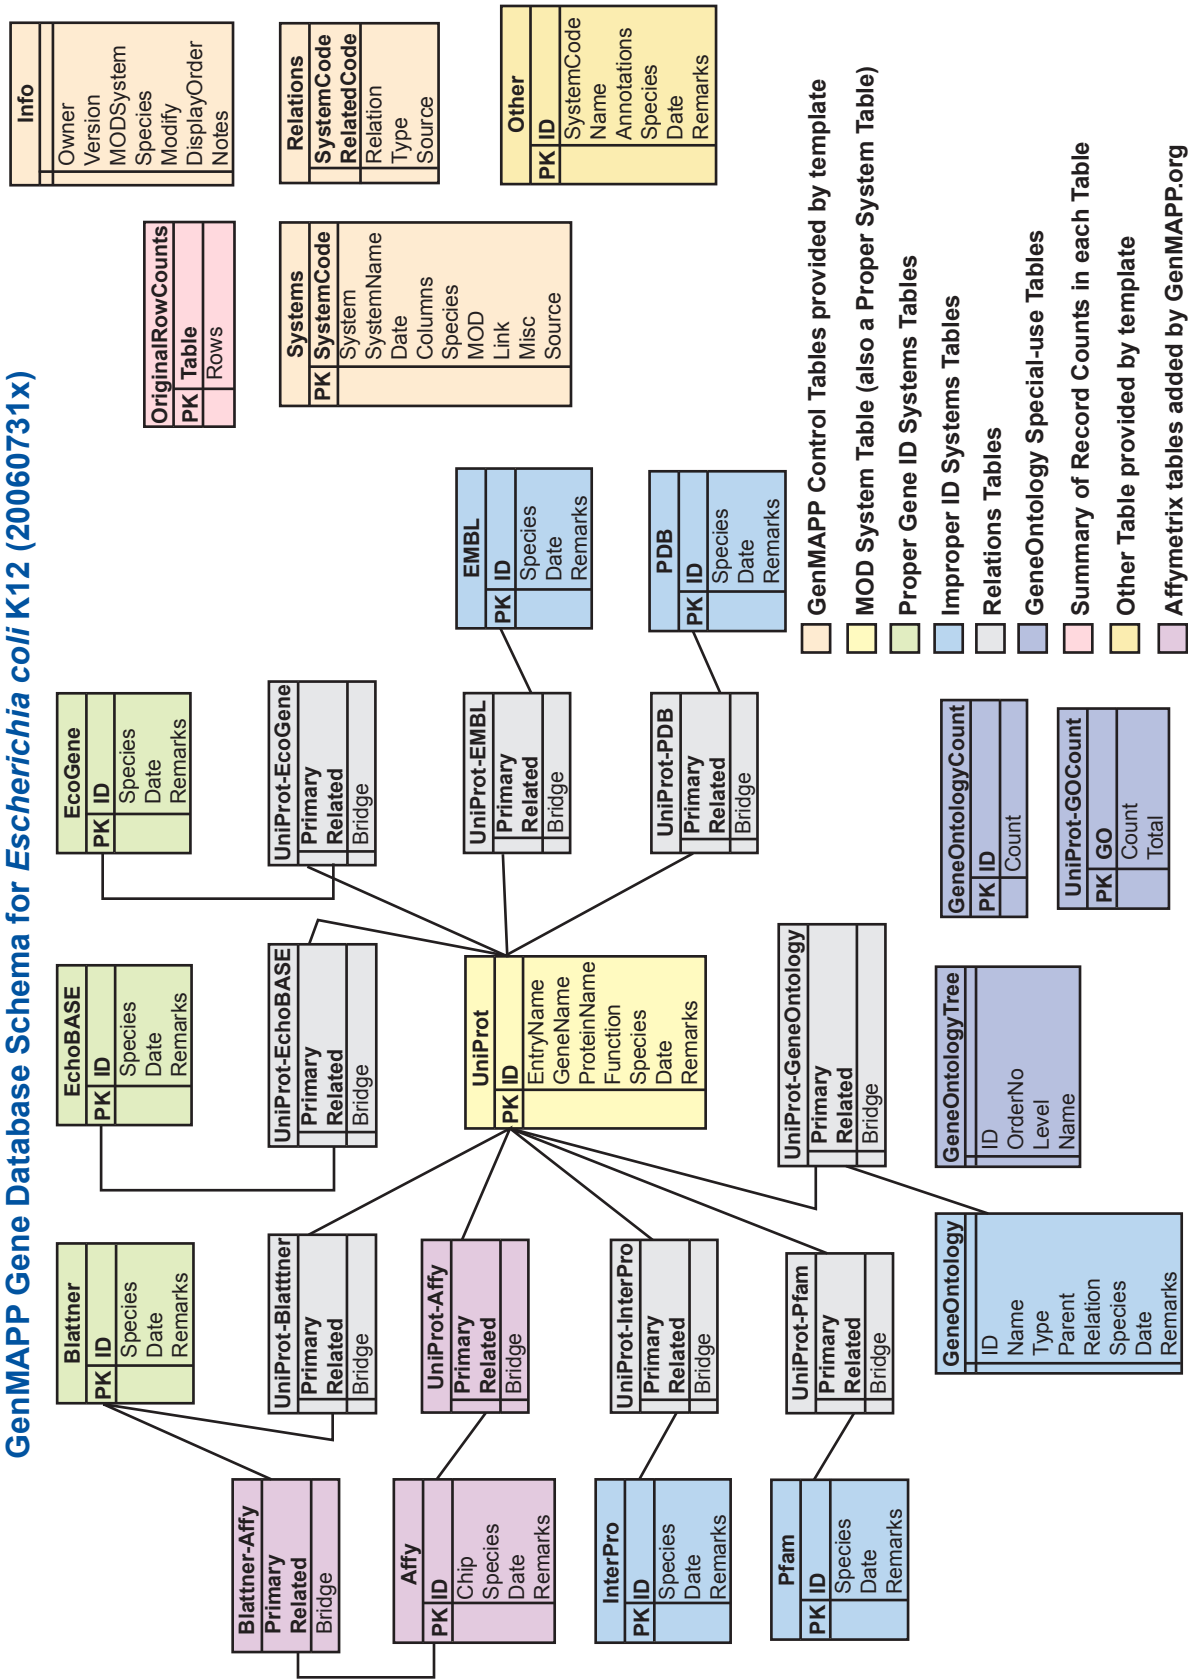 GenMAPP Gene Database Schema for Escherichia coli K12 (20060731x)
Blattner
PK ID
Species
Date
Remarks
EchoBASE
PK ID
Species
Date
Remarks
EcoGene
PK ID
Species
Date
Remarks
OriginalRowCounts
PK Table
Rows
Info
Owner
Version
MODSystem
Species
Modify
DisplayOrder
Notes
Blattner-Affy
Primary
Related
Bridge
UniProt-Blatttner
Primary
Related
Bridge
UniProt-EchoBASE
Primary
Related
Bridge
UniProt-EcoGene
Primary
Related
Bridge
Systems
PK SystemCode
System
SystemName
Date
Columns
Species
MOD
Link
Misc
Source
Relations
SystemCode
RelatedCode
Relation
Type
Source
Affy
PK ID
Chip
Species
Date
Remarks
UniProt-Affy
Primary
Related
Bridge
UniProt
PK ID
EntryName
GeneName
ProteinName
Function
Species
Date
Remarks
UniProt-EMBL
Primary
Related
Bridge
EMBL
PK ID
Species
Date
Remarks
Other
PK ID
SystemCode
Name
Annotations
Species
Date
Remarks
InterPro
PK ID
Species
Date
Remarks
UniProt-InterPro
Primary
Related
Bridge
UniProt-PDB
Primary
Related
Bridge
PDB
PK ID
Species
Date
Remarks
Pfam
PK ID
Species
Date
Remarks
UniProt-Pfam
Primary
Related
Bridge
UniProt-GeneOntology
Primary
Related
Bridge
GeneOntology
ID
Name
Type
Parent
Relation
Species
Date
Remarks
GeneOntologyTree
ID
OrderNo
Level
Name
GeneOntologyCount
PK ID
Count
UniProt-GOCount
PK GO
Count
Total
GenMAPP Control Tables provided by template
MOD System Table (also a Proper System Table)
Proper Gene ID Systems Tables
Improper ID Systems Tables
Relations Tables
GeneOntology Special-use Tables
Summary of Record Counts in each Table
Other Table provided by template
Affymetrix tables added by GenMAPP.org